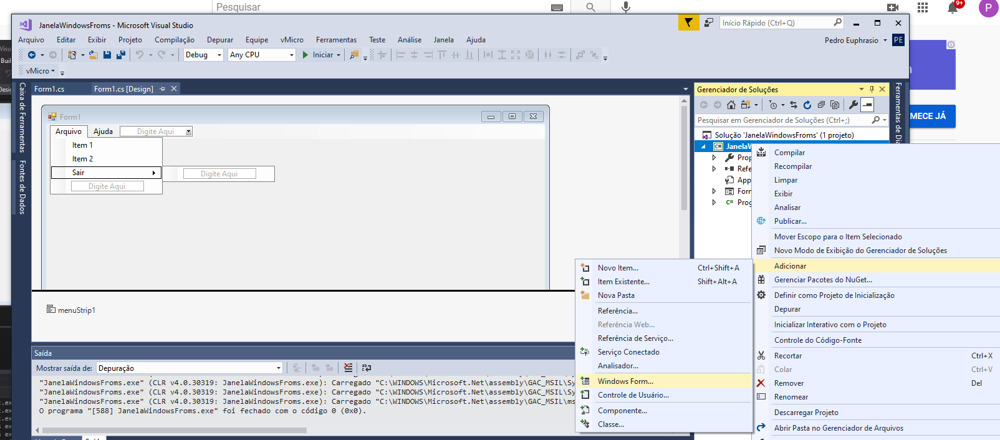 Pesquisar
9+
P
JanelaWindowsFroms - Microsoft Visual Studio
Início Rápido (Ctrl+Q)
Arquivo Editar Exibir Projeto Compilação Depurar Equipe vMicro Ferramentas Teste Análise Janela Ajuda
Pedro Euphrasio PE
Debug Any CPU Iniciar
vMicro
Caixa de Ferramentas
Fontes de Dados
Form1.cs Form1.cs [Design]
Form1
Arquivo Ajuda Digite Aqui
Item 1
Item 2
Sair Digite Aqui
Digite Aqui
menuStrip1
Gerenciador de Soluções
Pesquisar em Gerenciador de Soluções (Ctrl+;)
MECE JÁ
Solução 'JanelaWindowsFroms' (1 projeto)
C# JanelaW
Prop
Refe
App
Forn
C# Prog
Ferramentas de Dia
Compilar
Recompilar
Limpar
Exibir
Analisar
Publicar...
Mover Escopo para o Item Selecionado
Novo Modo de Exibição do Gerenciador de Soluções
Adicionar
Gerenciar Pacotes do NuGet...
Definir como Projeto de Inicialização
Depurar
Inicializar Interativo com o Projeto
Controle do Código-Fonte
Recortar Ctrl+X
Colar Ctrl+V
Remover Del
Renomear
Descarregar Projeto
Abrir Pasta no Gerenciador de Arquivos
Novo Item... Ctrl+Shift+A
Item Existente... Shift+Alt+A
Nova Pasta
Referência...
Referência Web...
Referência de Serviço...
Serviço Conectado
Analisador...
Windows Form...
Controle de Usuário...
Componente...
Classe...
Saída
Mostrar saída de: Depuração
"JanelaWindowsFroms.exe" (CLR v4.0.30319: JanelaWindowsFroms.exe): Carregado "C:\WINDOWS\Microsoft.Net\assembly\GAC_MSIL\Sy
"JanelaWindowsFroms.exe" (CLR v4.0.30319: JanelaWindowsFroms.exe): Carregado "C:\WINDOWS\Microsoft.Net\assembly\GAC_MSIL\Sy
"JanelaWindowsFroms.exe" (CLR v4.0.30319: JanelaWindowsFroms.exe): Carregado "C:\WINDOWS\Microsoft.Net\assembly\GAC_MSIL\ms
O programa "[588] JanelaWindowsFroms.exe" foi fechado com o código 0 (0x0).